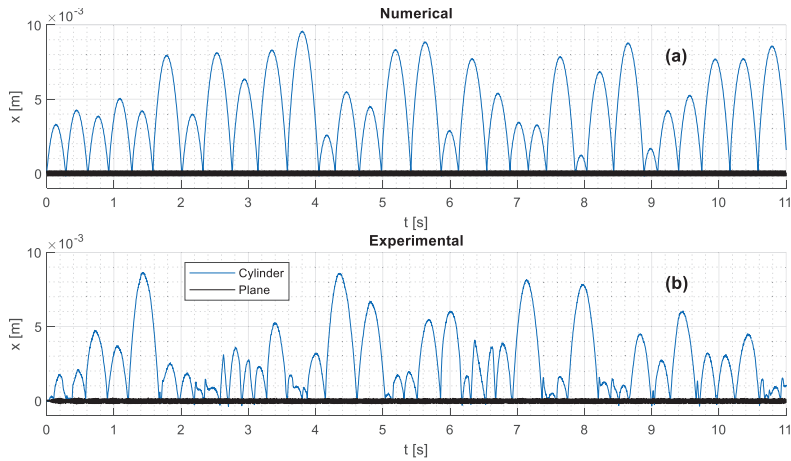 Numerical
×10⁻³
(a)
10
5
0
x [m]
0 1 2 3 4 5 6 7 8 9 10 11
t [s]
Experimental
×10⁻³
(b)
Cylinder
Plane
10
5
0
x [m]
0 1 2 3 4 5 6 7 8 9 10 11
t [s]